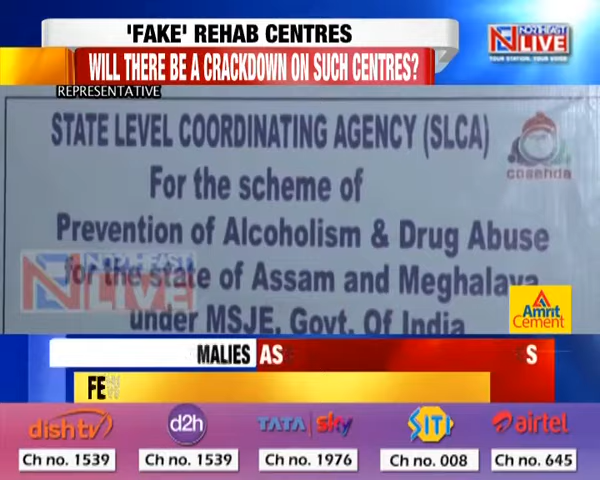 'FAKE' REHAB CENTRES
WILL THERE BE A CRACKDOWN ON SUCH CENTRES?
NORTHEAST
LIVE
YOUR STATION. YOUR VOICE
REPRESENTATIVE
STATE LEVEL COORDINATING AGENCY (SLCA)
cosehda
For the scheme of
Prevention of Alcoholism & Drug Abuse
for the state of Assam and Meghalaya
under MSJE, Govt. Of India
NORTHEAST
LIVE
Amrit
Cement
MALIES AS S
FE
dishtv d2h TATA sky SITI airtel
Ch no. 1539 Ch no. 1539 Ch no. 1976 Ch no. 008 Ch no. 645